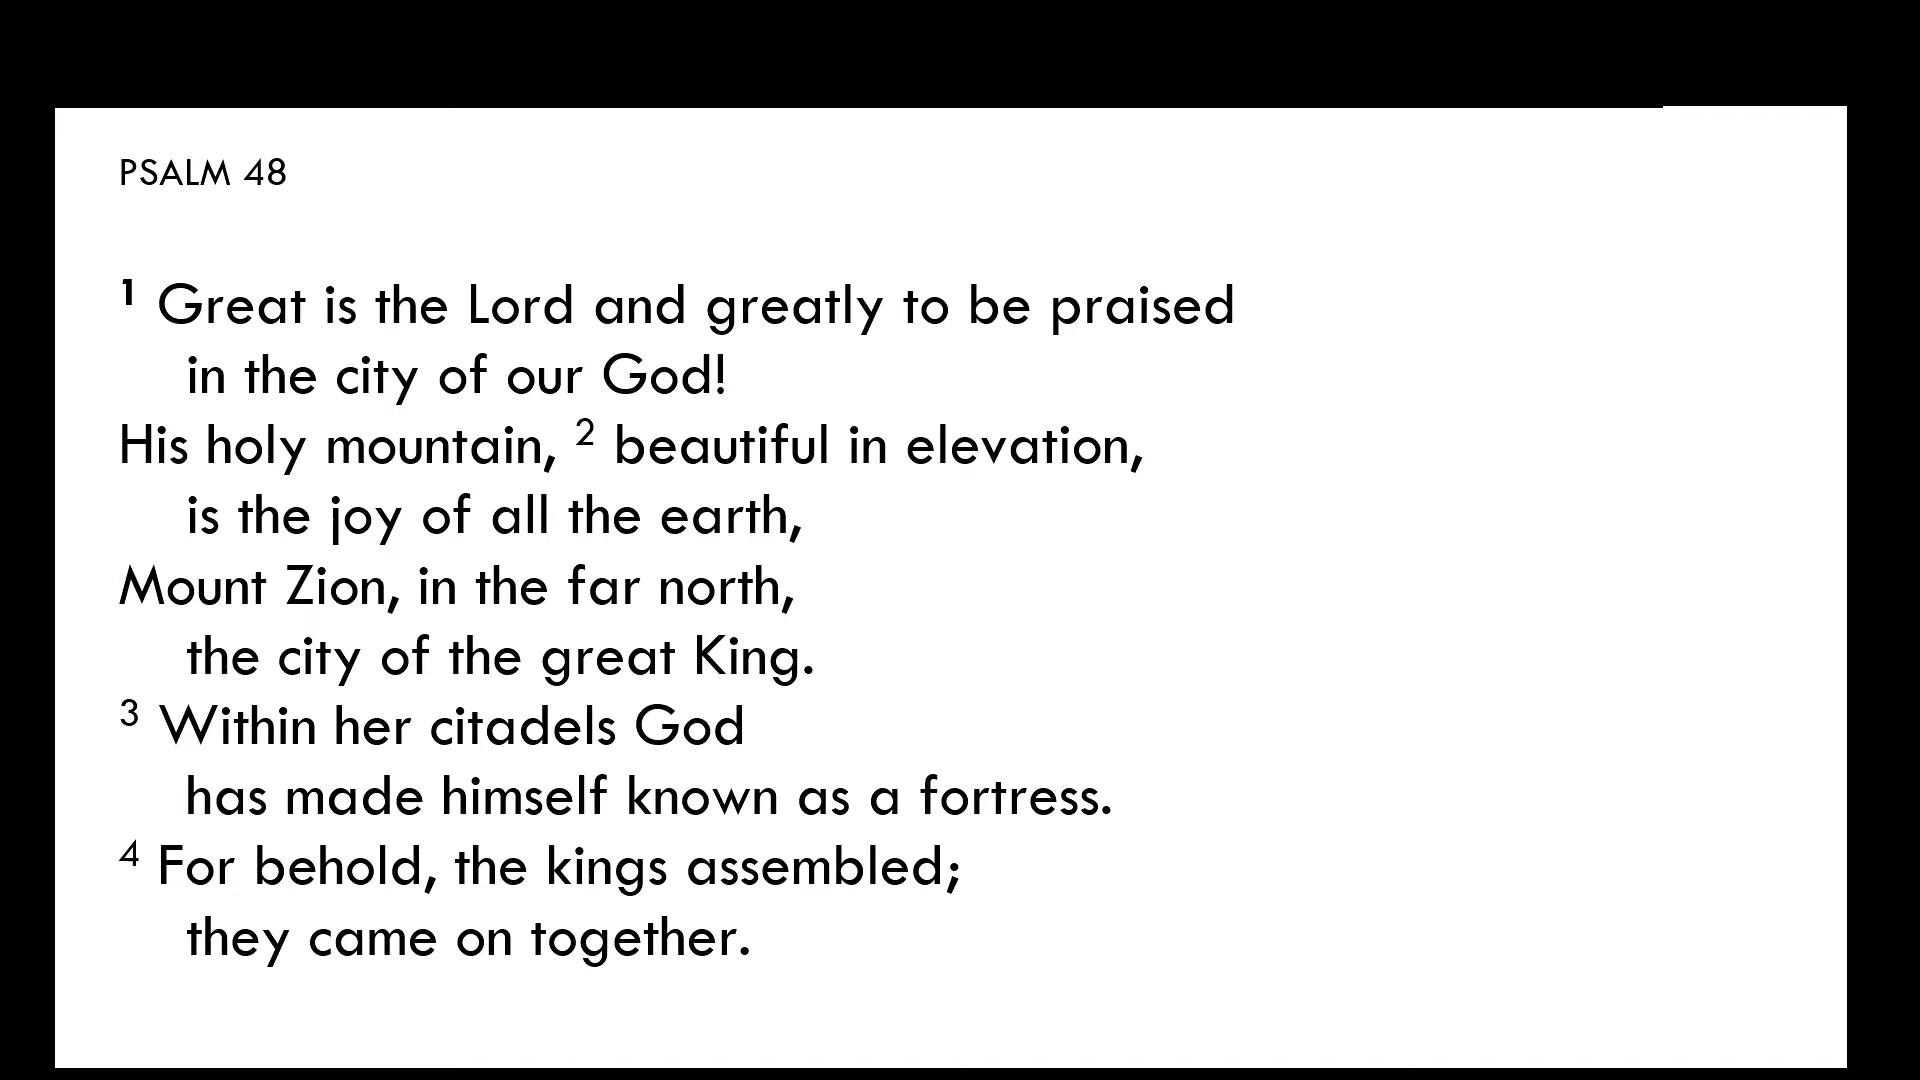 PSALM 48
1 Great is the Lord and greatly to be praised
in the city of our God!
His holy mountain, 2 beautiful in elevation,
is the joy of all the earth,
Mount Zion, in the far north,
the city of the great King.
3 Within her citadels God
has made himself known as a fortress.
4 For behold, the kings assembled;
they came on together.